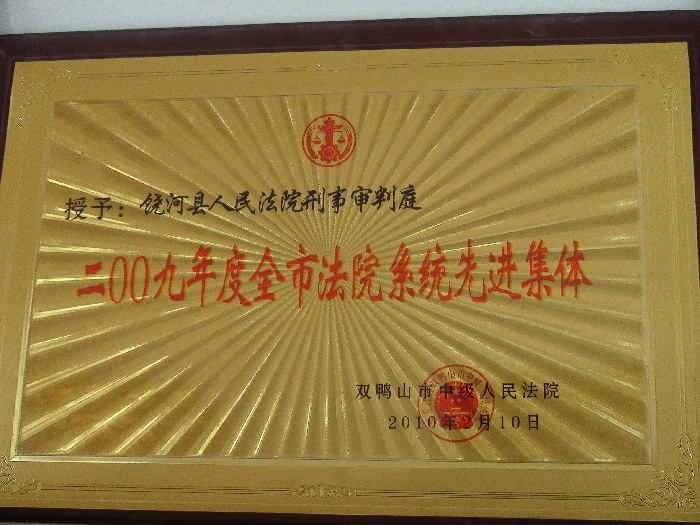 授予：饶河县人民法院刑事审判庭
二00九年度全市法院系统先进集体
双鸭山市中级人民法院
2010年2月10日